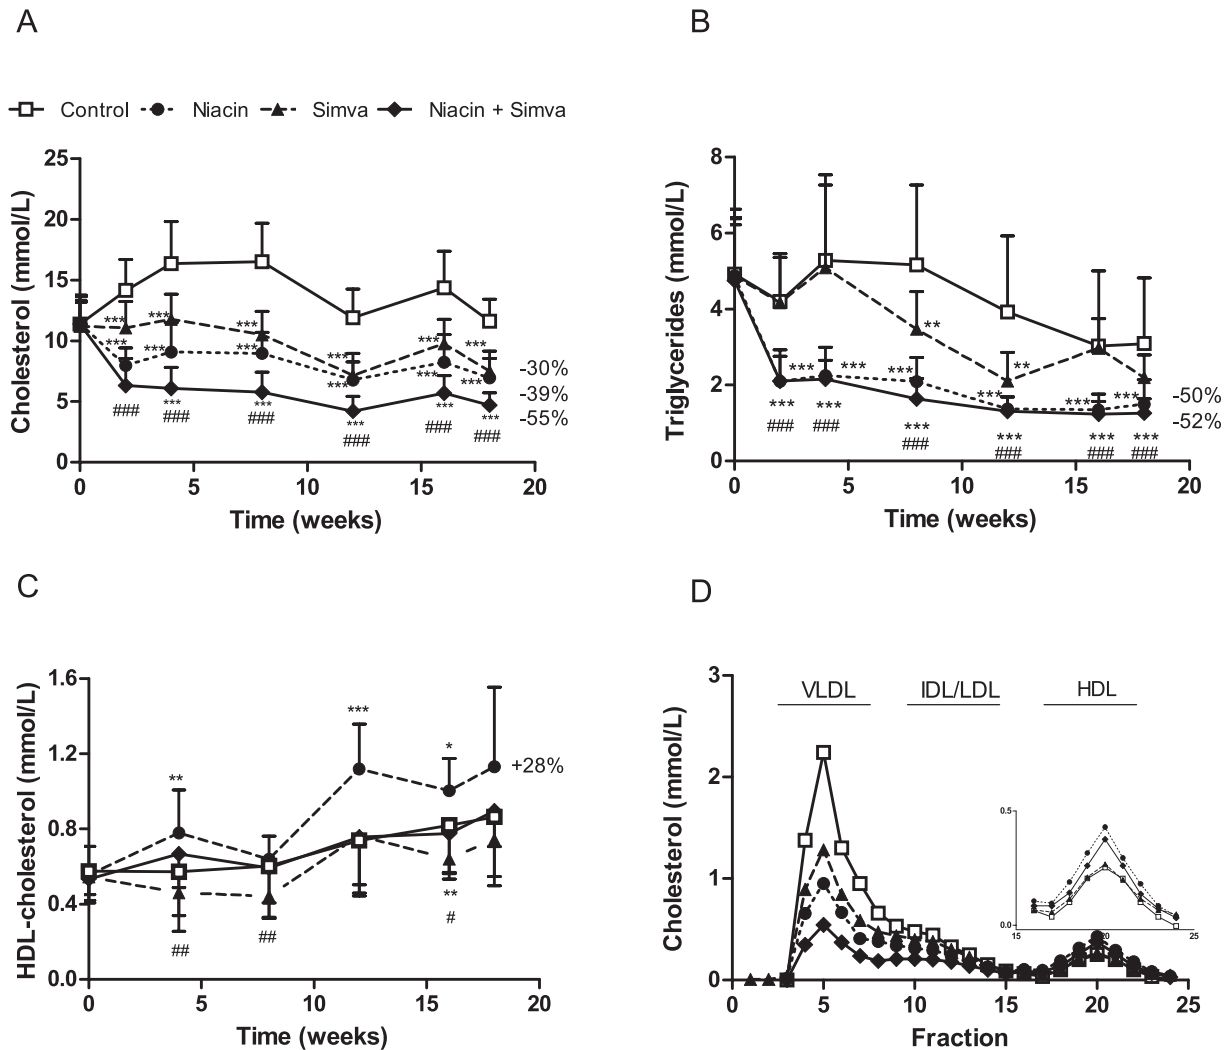 A
B
Control Niacin Simva Niacin + Simva
Cholesterol (mmol/L)
25
20
15
10
5
0
*** *** *** *** *** ***
*** *** *** *** ***
*** *** *** *** ***
### ### ### ### ### ###
-30%
-39%
-55%
0 5 10 15 20
Time (weeks)
Triglycerides (mmol/L)
8
6
4
2
0
** **
*** *** *** *** *** ***
*** *** *** *** *** ***
### ### ### ### ### ###
-50%
-52%
0 5 10 15 20
Time (weeks)
C
D
HDL-cholesterol (mmol/L)
1.6
1.2
0.8
0.4
0.0
** *** *
+28%
**
## ## #
0 5 10 15 20
Time (weeks)
Cholesterol (mmol/L)
3
2
1
0
VLDL IDL/LDL HDL
0.5
0.0
15 20 25
0 5 10 15 20 25
Fraction